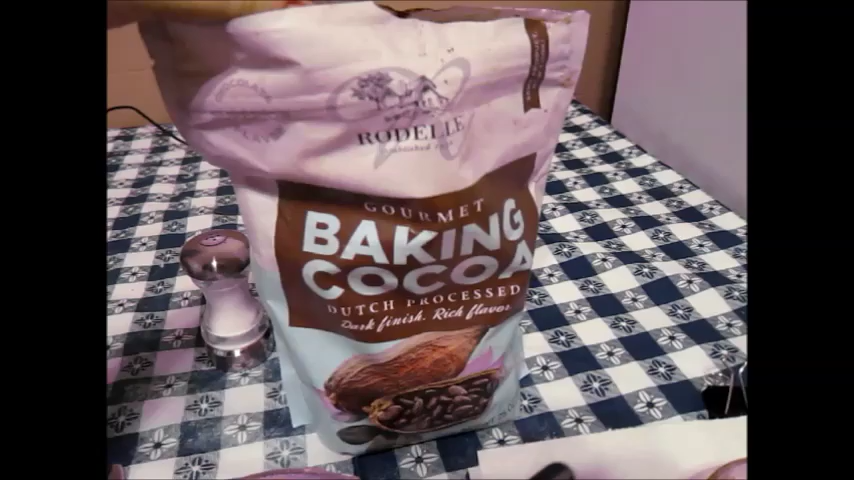 RODELLE
GOURMET
BAKING
COCOA
DUTCH PROCESSED
Dark finish. Rich flavor.